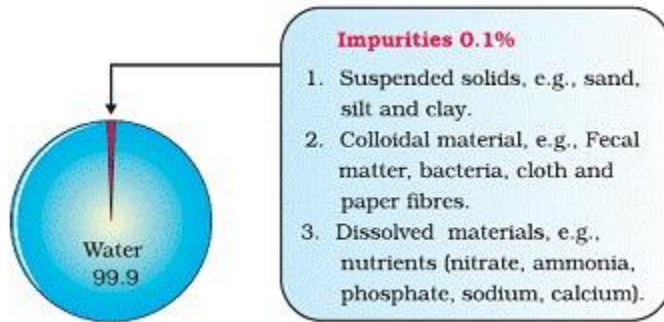 Impurities 0.1%
1. Suspended solids, e.g., sand,
silt and clay.
2. Colloidal material, e.g., Fecal
matter, bacteria, cloth and
paper fibres.
3. Dissolved materials, e.g.,
nutrients (nitrate, ammonia,
phosphate, sodium, calcium).
Water
99.9